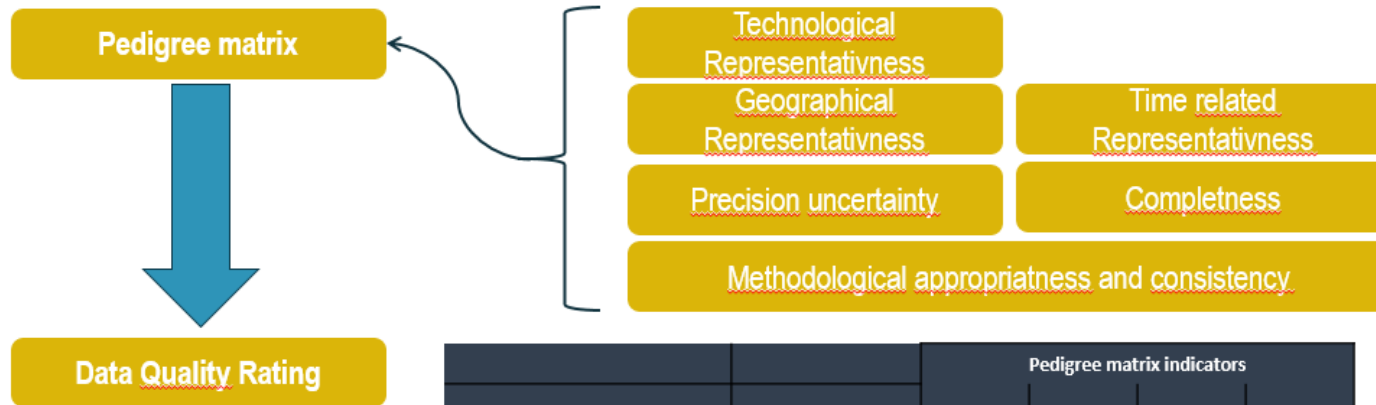 Pedigree matrix
Technological
Representativness
Geographical
Representativness
Time related
Representativness
Precision uncertainty
Completness
Methodological appropriatness and consistency
Data Quality Rating
Pedigree matrix indicators